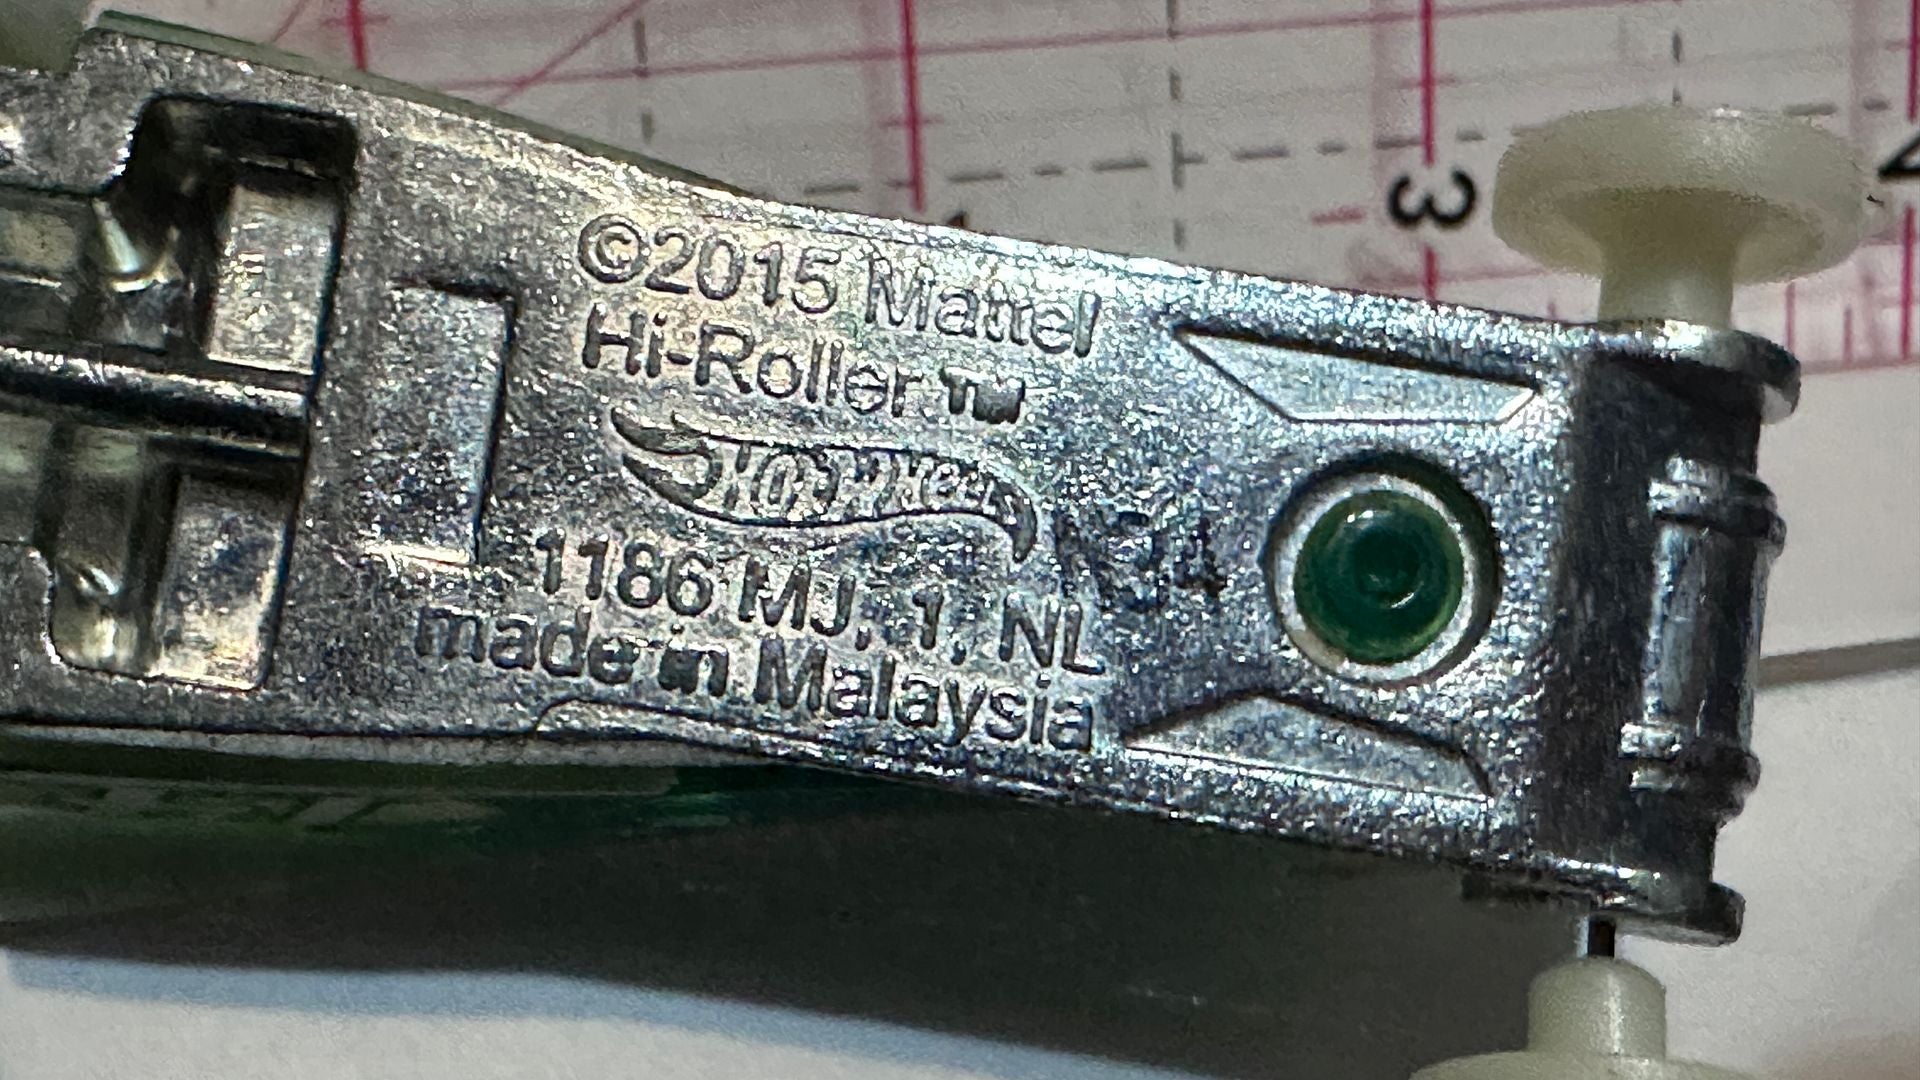 ©2015 Mattel
Hi-Roller™
Hot Wheels
1186 MJ, 1, NL
made in Malaysia
3